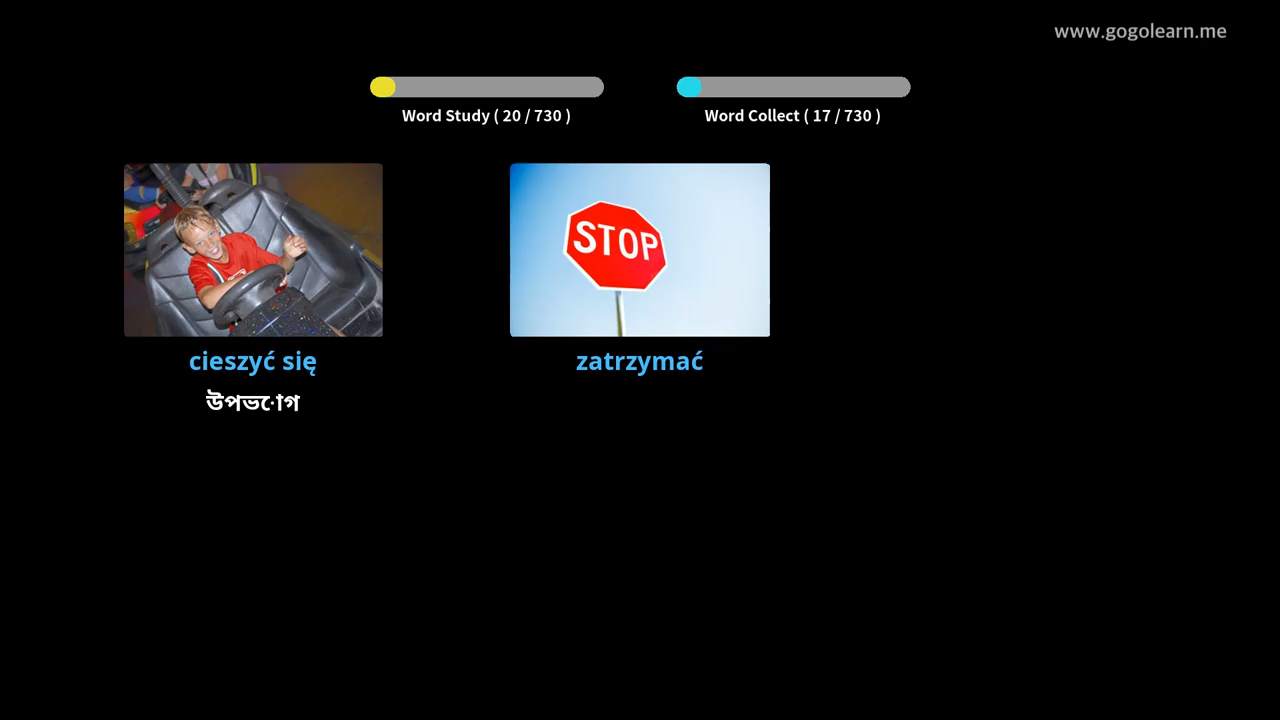 www.gogolearn.me
Word Study ( 20 / 730 )
Word Collect ( 17 / 730 )
STOP
cieszyć się
zatrzymać
উপভোগ